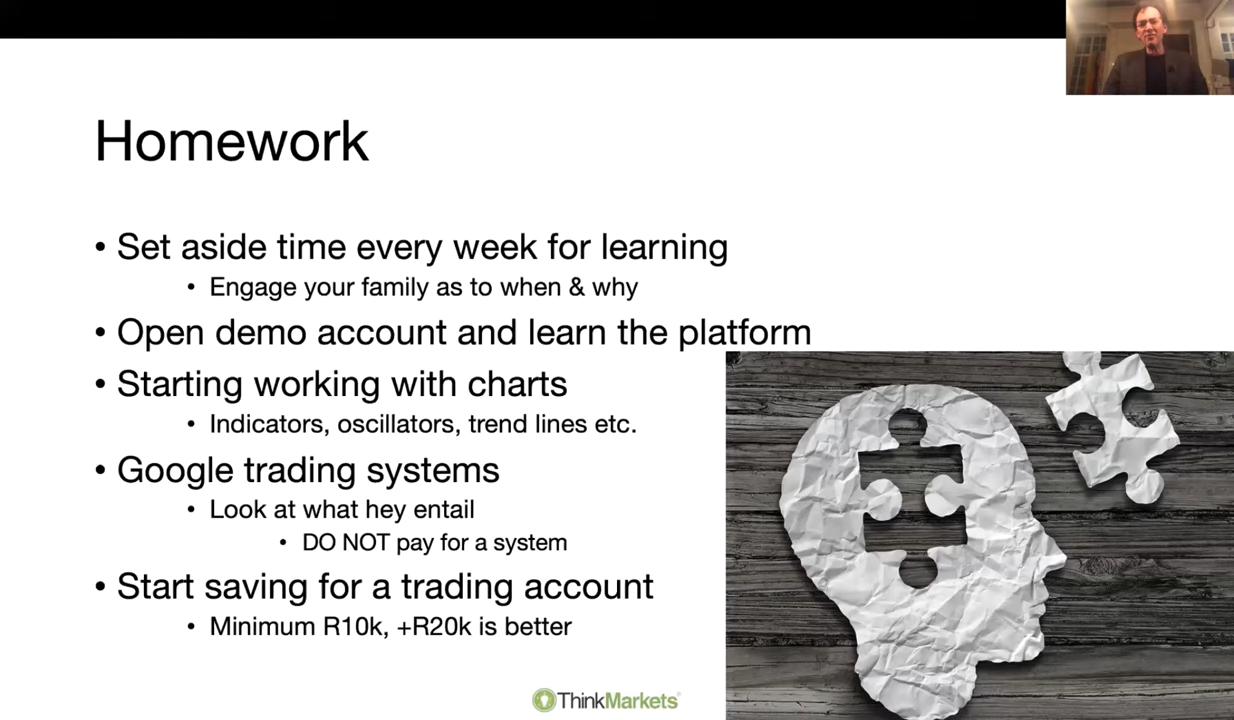 Homework
• Set aside time every week for learning
• Engage your family as to when & why
• Open demo account and learn the platform
• Starting working with charts
• Indicators, oscillators, trend lines etc.
• Google trading systems
• Look at what hey entail
• DO NOT pay for a system
• Start saving for a trading account
• Minimum R10k, +R20k is better
ThinkMarkets